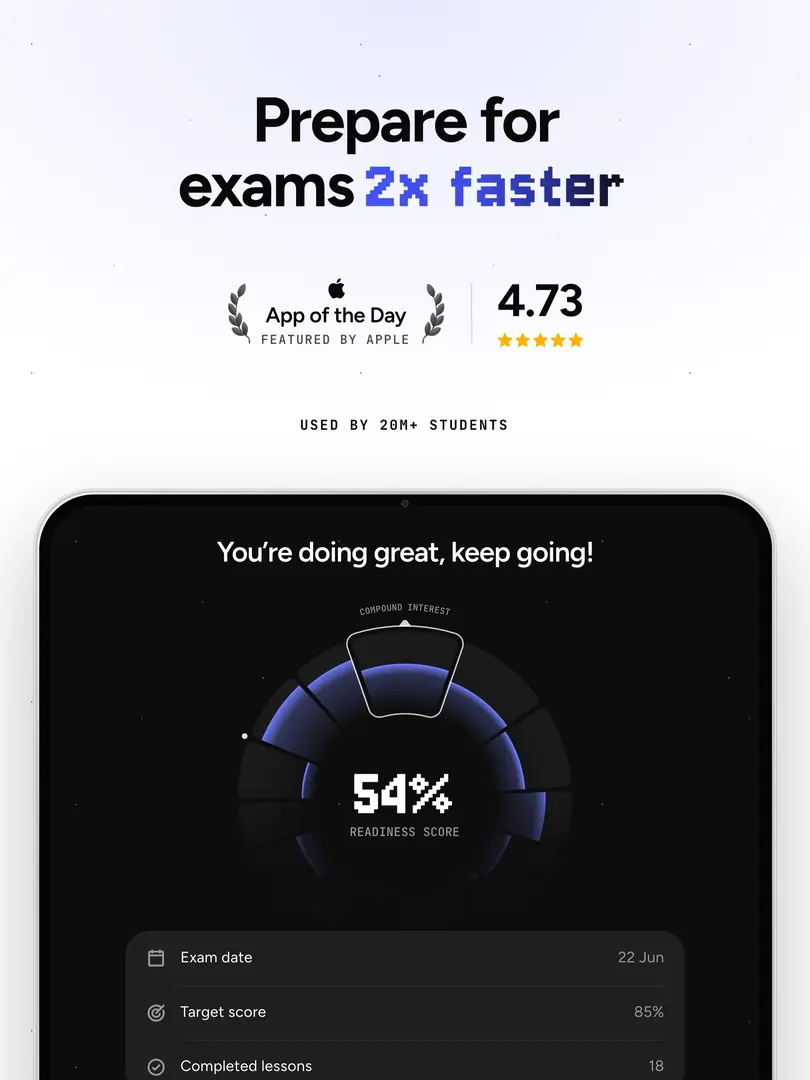 Prepare for
exams 2x faster
App of the Day
FEATURED BY APPLE
4.73
USED BY 20M+ STUDENTS
You’re doing great, keep going!
COMPOUND INTEREST
54%
READINESS SCORE
Exam date
22 Jun
Target score
85%
Completed lessons
18